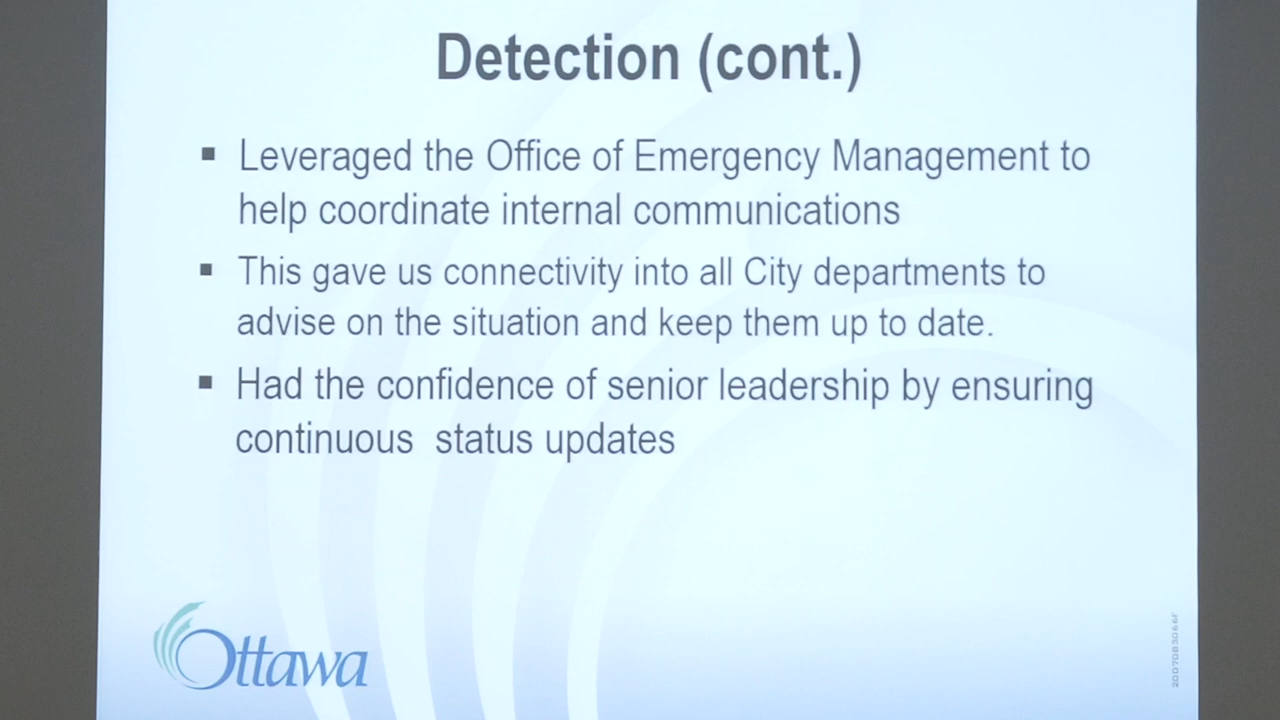 Detection (cont.)
▪ Leveraged the Office of Emergency Management to
help coordinate internal communications
▪ This gave us connectivity into all City departments to
advise on the situation and keep them up to date.
▪ Had the confidence of senior leadership by ensuring
continuous  status updates
Ottawa